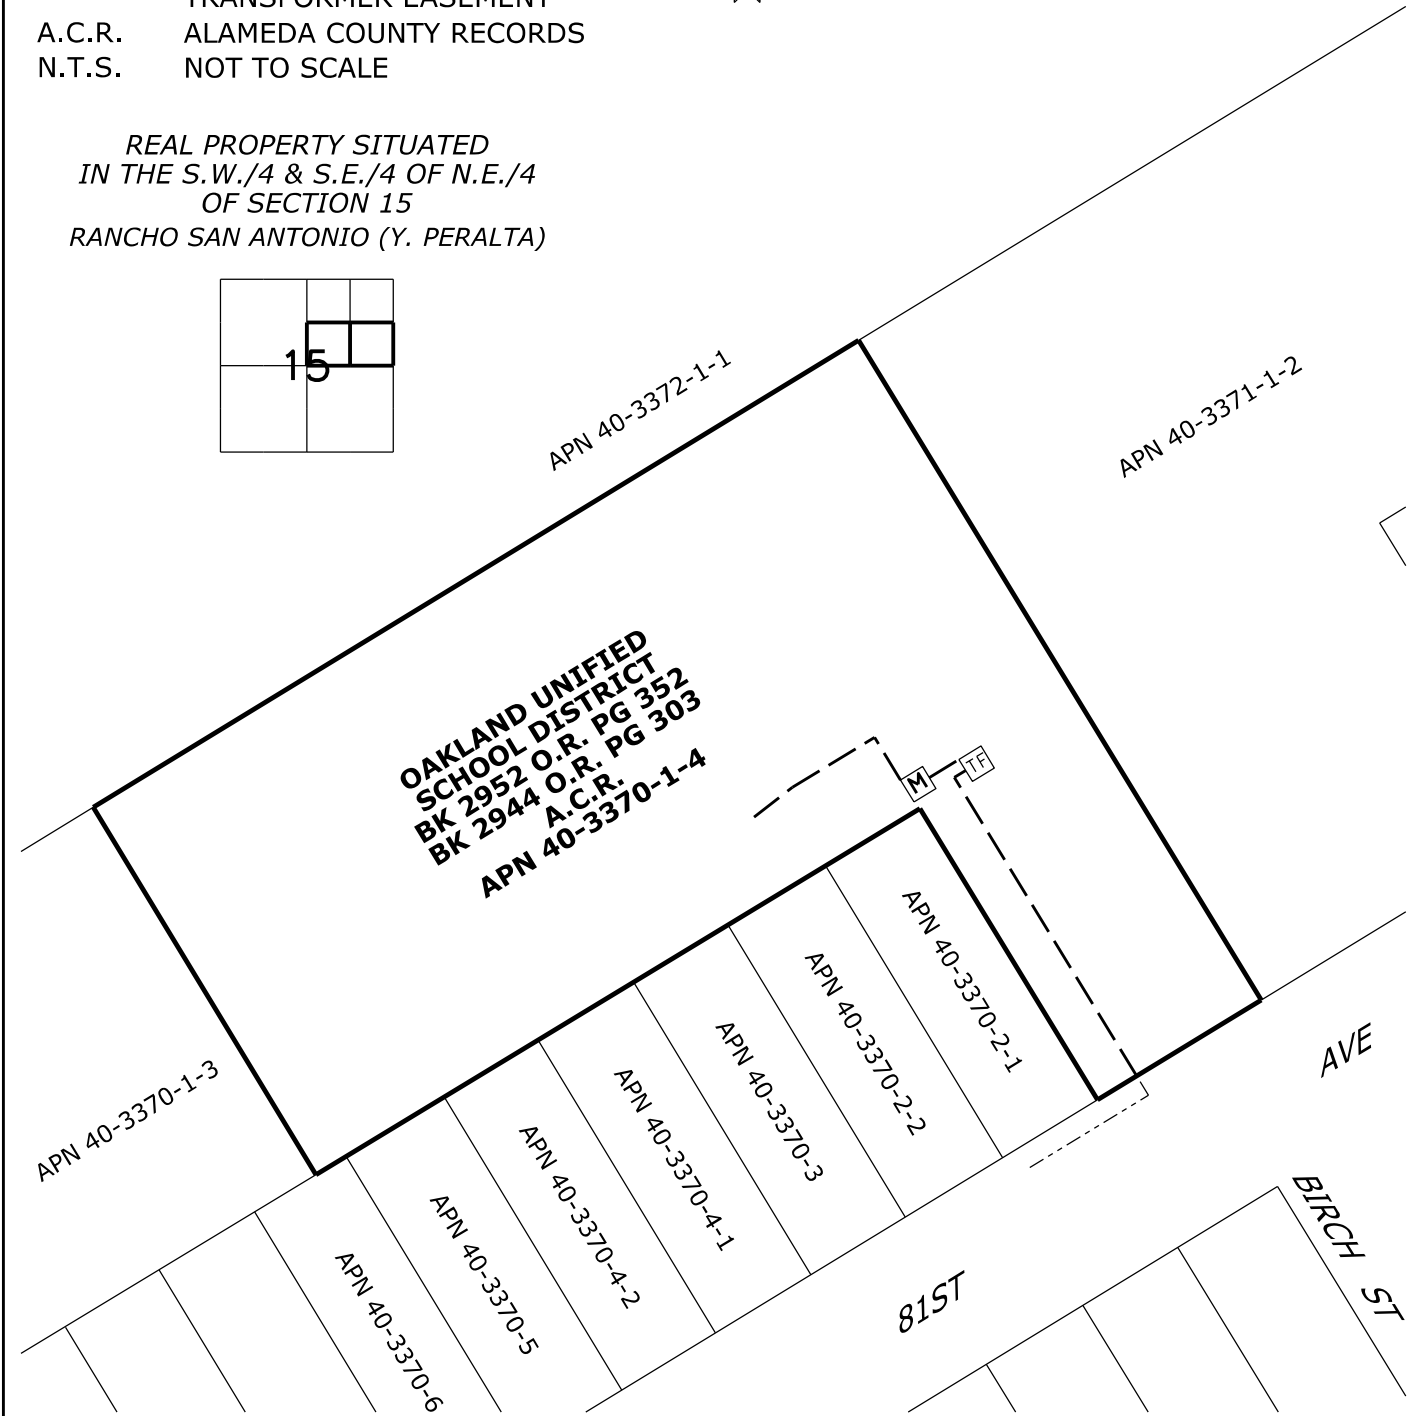 TRANSFORMER EASEMENT
A.C.R. ALAMEDA COUNTY RECORDS
N.T.S. NOT TO SCALE
REAL PROPERTY SITUATED
IN THE S.W./4 & S.E./4 OF N.E./4
OF SECTION 15
RANCHO SAN ANTONIO (Y. PERALTA)
15
APN 40-3372-1-1
APN 40-3371-1-2
OAKLAND UNIFIED
SCHOOL DISTRICT
BK 2952 O.R. PG 352
BK 2944 O.R. PG 303
A.C.R.
APN 40-3370-1-4
M
TF
APN 40-3370-2-1
APN 40-3370-2-2
APN 40-3370-3
APN 40-3370-4-1
APN 40-3370-4-2
APN 40-3370-5
APN 40-3370-6
APN 40-3370-1-3
81ST AVE
BIRCH ST